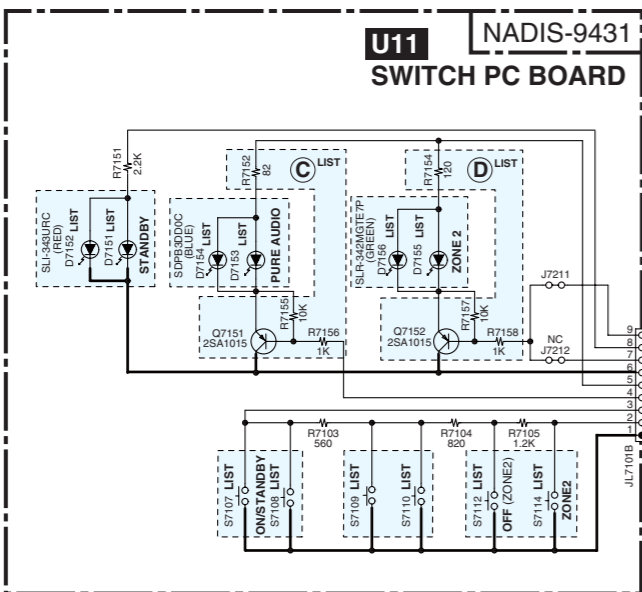 NADIS-9431
U11
SWITCH PC BOARD
R7151
2.2K
SLI-343URC
(RED)
D7152 LIST
D7151 LIST
STANDBY
R7152
82
C LIST
SDPB3DD0C
(BLUE)
D7154 LIST
D7153 LIST
PURE AUDIO
R7154
120
D LIST
SLR-342MGTE7P
(GREEN)
D7156 LIST
D7155 LIST
ZONE 2
R7155
10K
Q7151
2SA1015
R7156
1K
R7157
10K
Q7152
2SA1015
R7158
1K
J7211
NC
J7212
9
8
7
6
5
4
3
2
1
JL7101B
R7103
560
R7104
820
R7105
1.2K
S7107 LIST
ON/STANDBY
S7108 LIST
S7109 LIST
S7110 LIST
S7112 LIST
OFF (ZONE2)
S7114 LIST
ZONE2